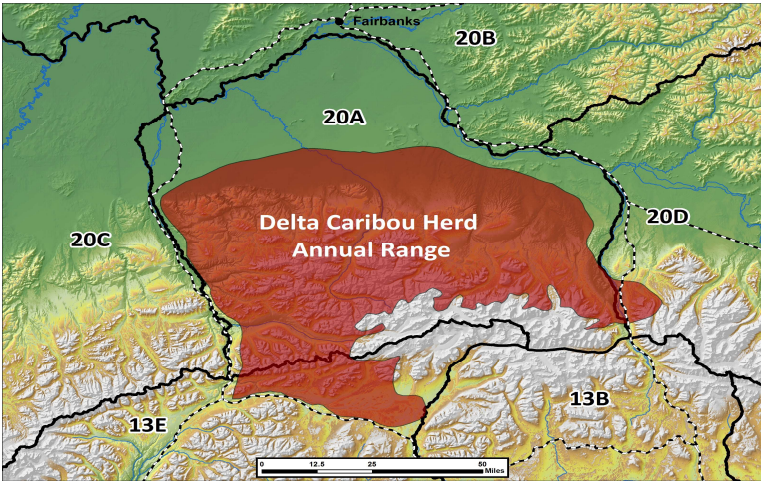 Fairbanks
20B
20A
20D
Delta Caribou Herd
Annual Range
20C
13B
13E
0 12.5 25 50
Miles